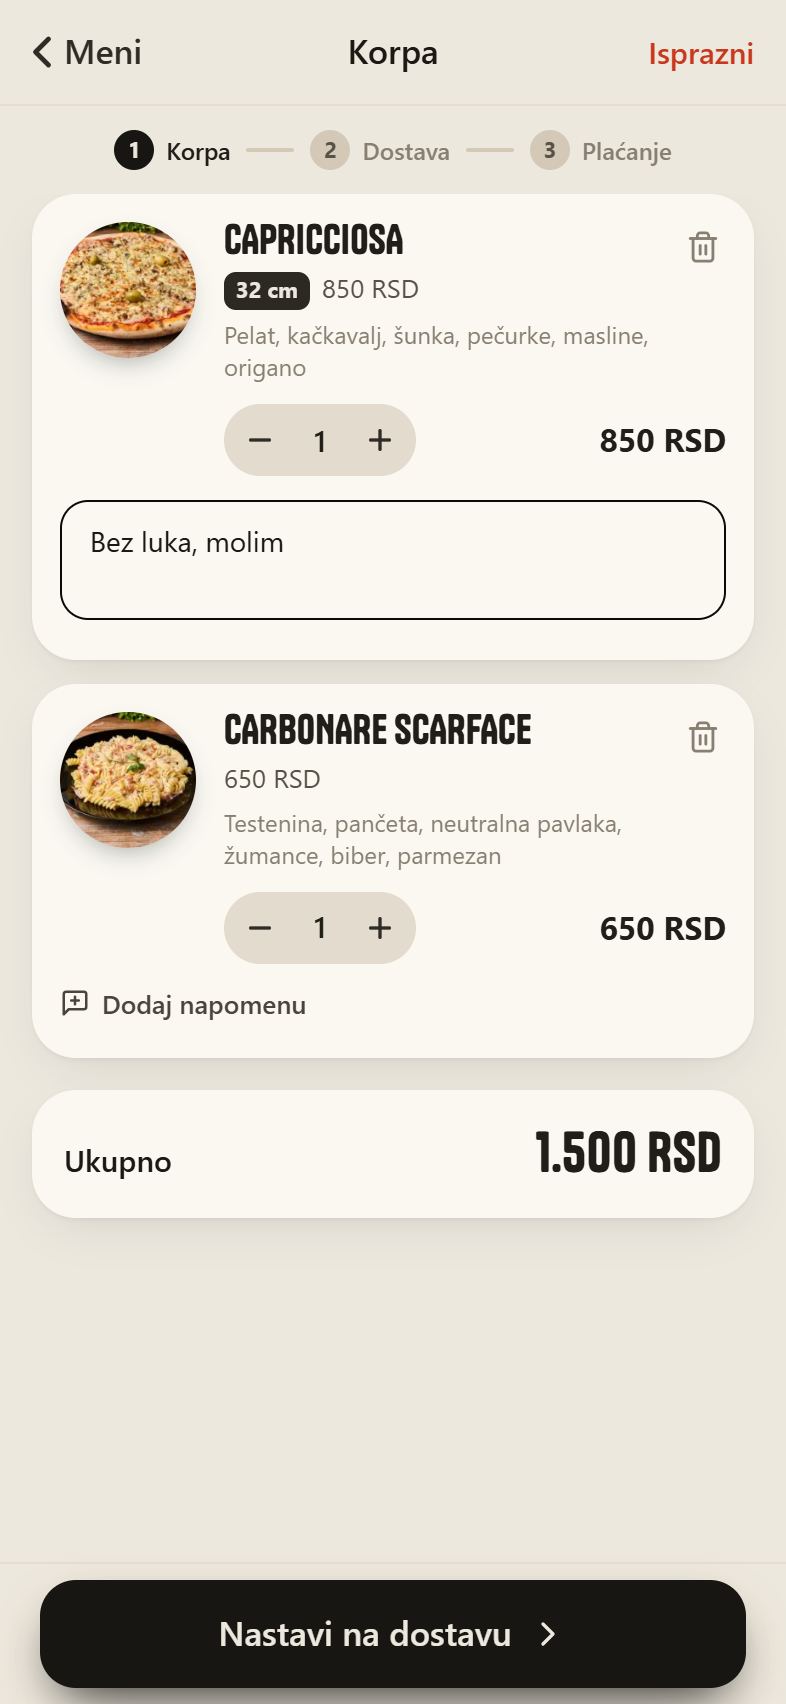 Meni
Korpa
Isprazni
1 Korpa
2 Dostava
3 Plaćanje
CAPRICCIOSA
32 cm 850 RSD
Pelat, kačkavalj, šunka, pečurke, masline,
origano
1
850 RSD
Bez luka, molim
CARBONARE SCARFACE
650 RSD
Testenina, pančeta, neutralna pavlaka,
žumance, biber, parmezan
1
650 RSD
Dodaj napomenu
Ukupno
1.500 RSD
Nastavi na dostavu